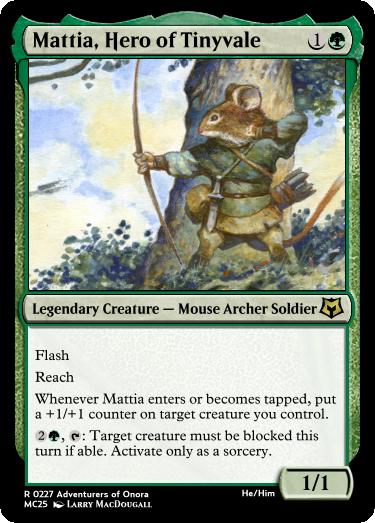 Mattia, Hero of Tinyvale 1
Legendary Creature — Mouse Archer Soldier
Flash
Reach
Whenever Mattia enters or becomes tapped, put
a +1/+1 counter on target creature you control.
2, : Target creature must be blocked this
turn if able. Activate only as a sorcery.
1/1
R 0227 Adventurers of Onora He/Him
MC25 Larry MacDougall